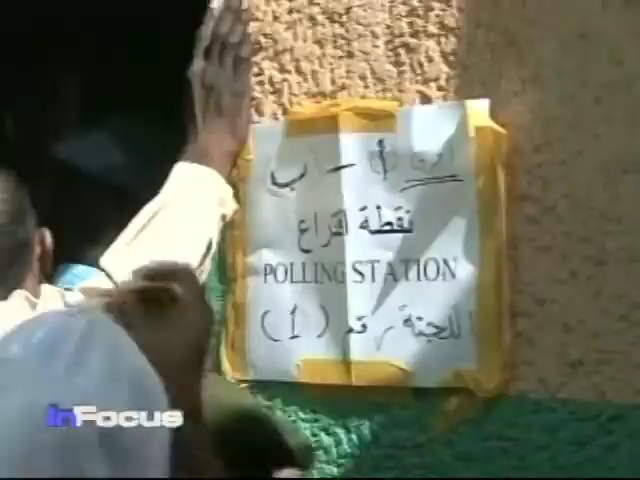 أ - ب
نقطة اقتراع
POLLING STATION
اللجنة رقم (1)
InFocus